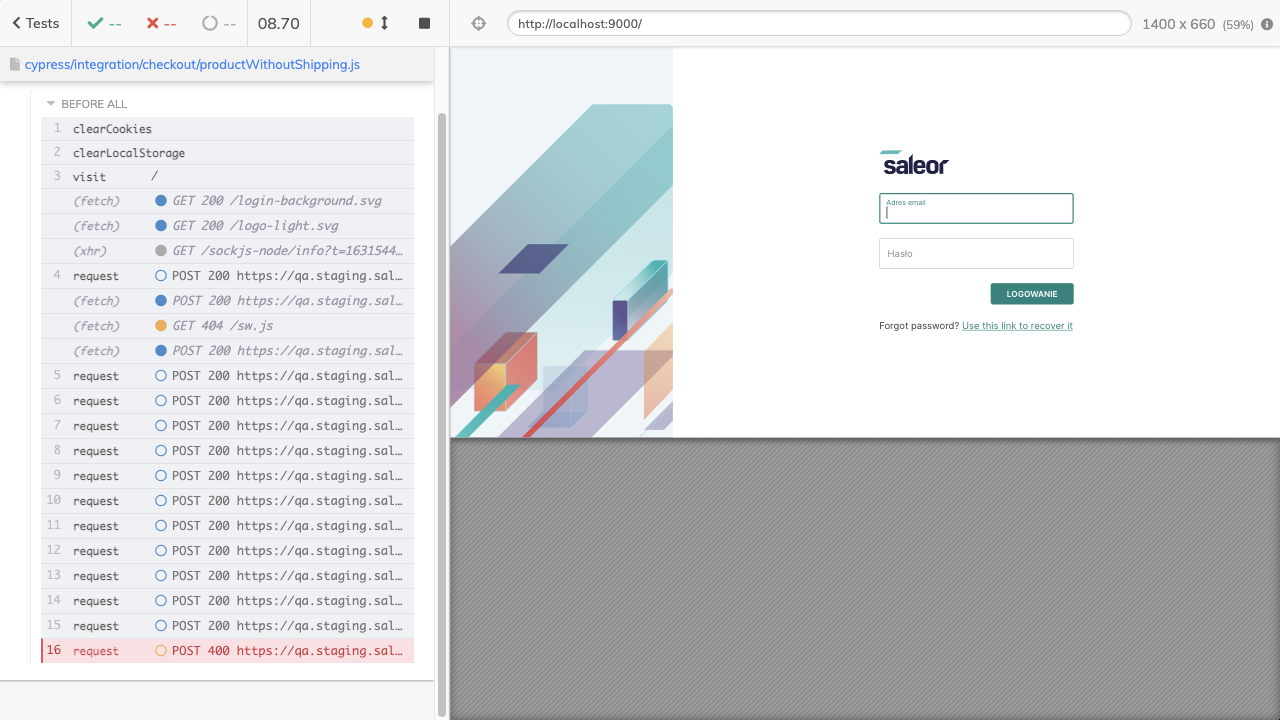 Tests
--
--
--
08.70
http://localhost:9000/
1400 x 660 (59%)
cypress/integration/checkout/productWithoutShipping.js
BEFORE ALL
1 clearCookies
2 clearLocalStorage
3 visit /
(fetch) GET 200 /login-background.svg
(fetch) GET 200 /logo-light.svg
(xhr) GET /sockjs-node/info?t=1631544…
4 request POST 200 https://qa.staging.sal…
(fetch) POST 200 https://qa.staging.sal…
(fetch) GET 404 /sw.js
(fetch) POST 200 https://qa.staging.sal…
5 request POST 200 https://qa.staging.sal…
6 request POST 200 https://qa.staging.sal…
7 request POST 200 https://qa.staging.sal…
8 request POST 200 https://qa.staging.sal…
9 request POST 200 https://qa.staging.sal…
10 request POST 200 https://qa.staging.sal…
11 request POST 200 https://qa.staging.sal…
12 request POST 200 https://qa.staging.sal…
13 request POST 200 https://qa.staging.sal…
14 request POST 200 https://qa.staging.sal…
15 request POST 200 https://qa.staging.sal…
16 request POST 400 https://qa.staging.sal…
saleor
Adres email
Hasło
LOGOWANIE
Forgot password? Use this link to recover it